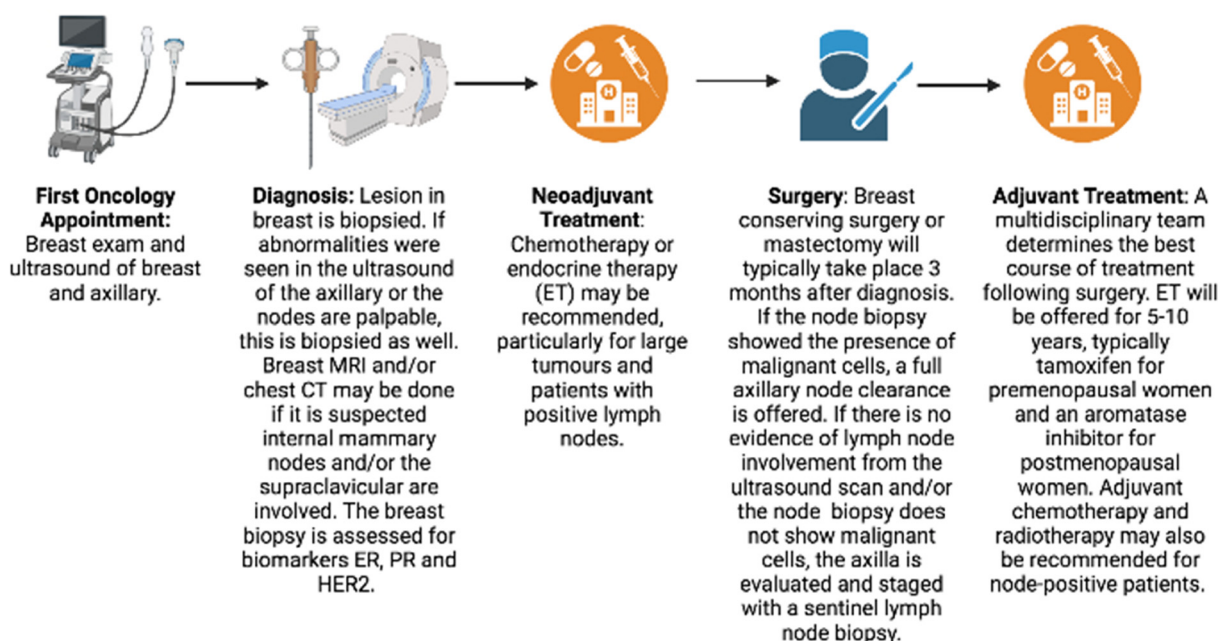 First Oncology
Appointment:
Breast exam and
ultrasound of breast
and axillary.
Diagnosis: Lesion in
breast is biopsied. If
abnormalities were
seen in the ultrasound
of the axillary or the
nodes are palpable,
this is biopsied as well.
Breast MRI and/or
chest CT may be done
if it is suspected
internal mammary
nodes and/or the
supraclavicular are
involved. The breast
biopsy is assessed for
biomarkers ER, PR and
HER2.
H
Neoadjuvant
Treatment:
Chemotherapy or
endocrine therapy
(ET) may be
recommended,
particularly for large
tumours and
patients with
positive lymph
nodes.
Surgery: Breast
conserving surgery or
mastectomy will
typically take place 3
months after diagnosis.
If the node biopsy
showed the presence of
malignant cells, a full
axillary node clearance
is offered. If there is no
evidence of lymph node
involvement from the
ultrasound scan and/or
the node biopsy does
not show malignant
cells, the axilla is
evaluated and staged
with a sentinel lymph
node biopsy.
H
Adjuvant Treatment: A
multidisciplinary team
determines the best
course of treatment
following surgery. ET will
be offered for 5-10
years, typically
tamoxifen for
premenopausal women
and an aromatase
inhibitor for
postmenopausal
women. Adjuvant
chemotherapy and
radiotherapy may also
be recommended for
node-positive patients.